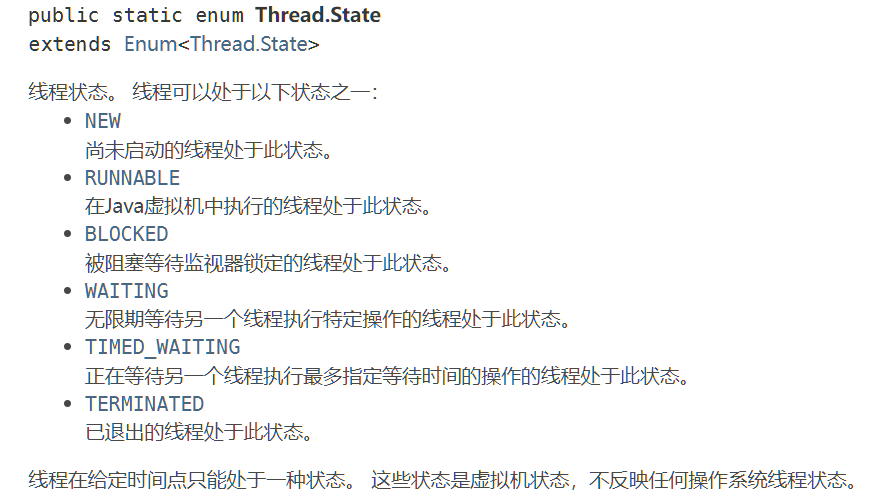 public static enum Thread.State
extends Enum<Thread.State>
线程状态。 线程可以处于以下状态之一：
• NEW
尚未启动的线程处于此状态。
• RUNNABLE
在Java虚拟机中执行的线程处于此状态。
• BLOCKED
被阻塞等待监视器锁定的线程处于此状态。
• WAITING
无限期等待另一个线程执行特定操作的线程处于此状态。
• TIMED_WAITING
正在等待另一个线程执行最多指定等待时间的操作的线程处于此状态。
• TERMINATED
已退出的线程处于此状态。
线程在给定时间点只能处于一种状态。 这些状态是虚拟机状态，不反映任何操作系统线程状态。